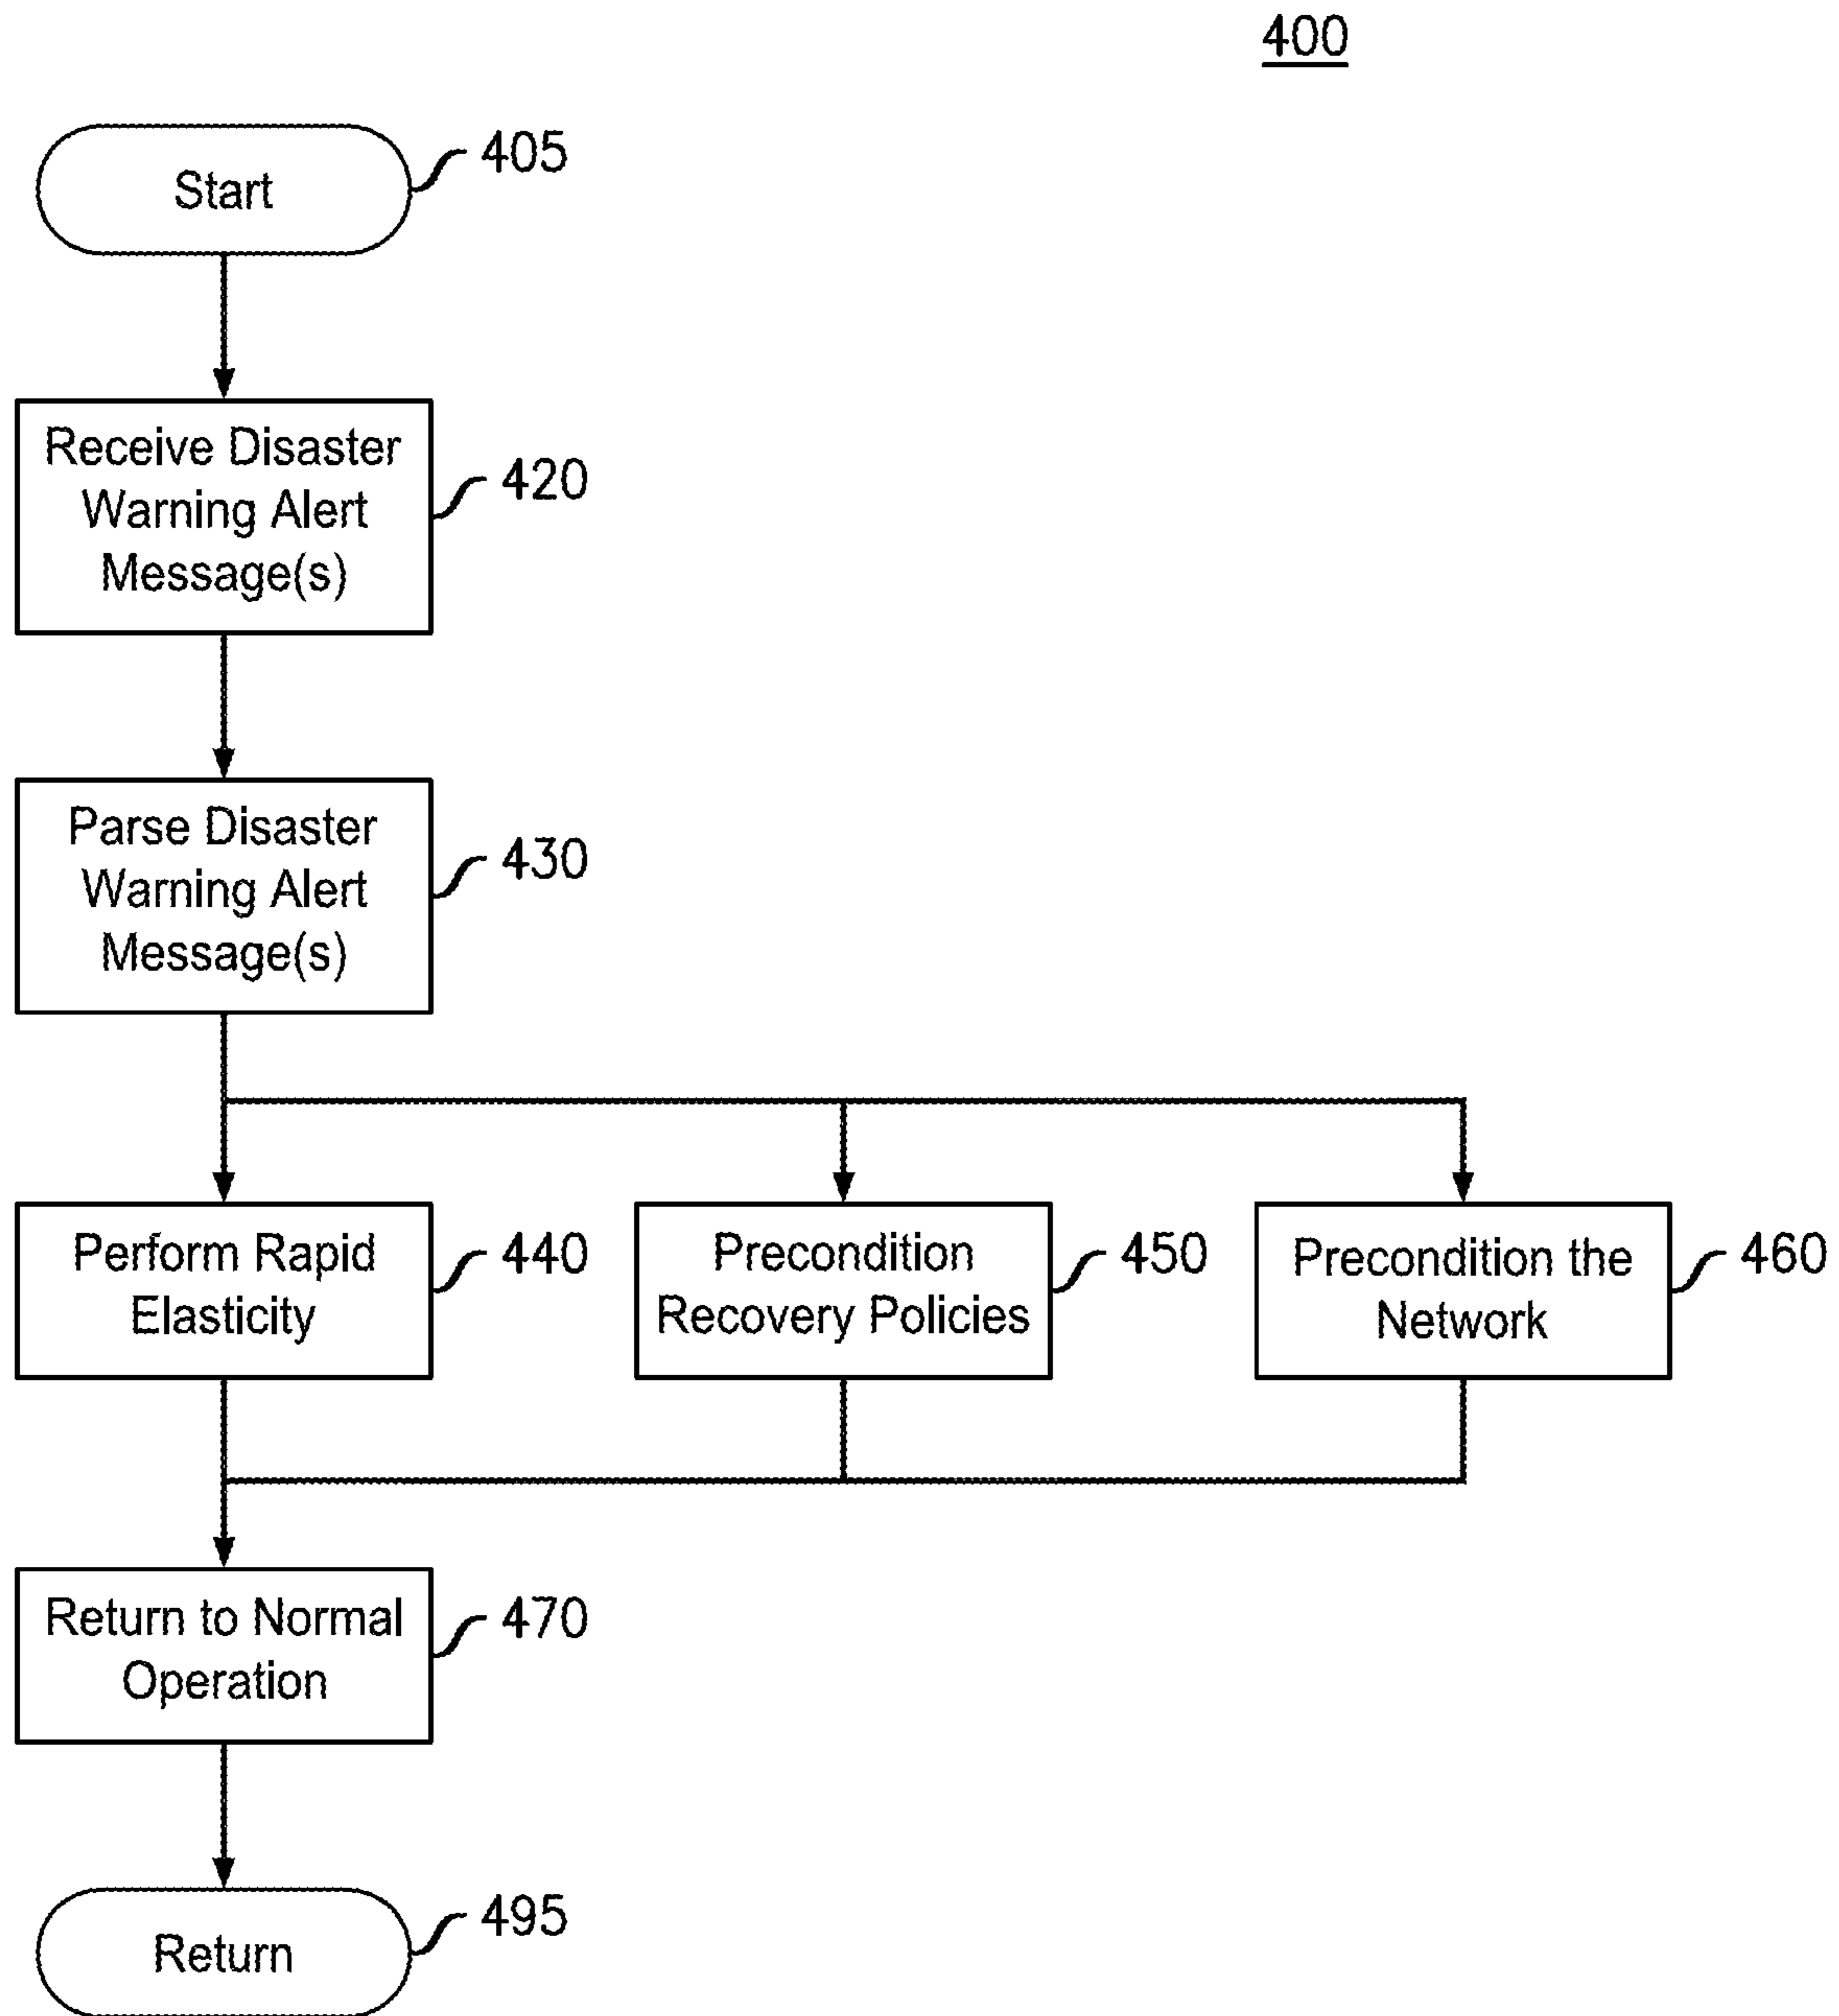 400
Start
405
Receive Disaster
Warning Alert
Message(s)
420
Parse Disaster
Warning Alert
Message(s)
430
Perform Rapid
Elasticity
440
Precondition
Recovery Policies
450
Precondition the
Network
460
Return to Normal
Operation
470
Return
495